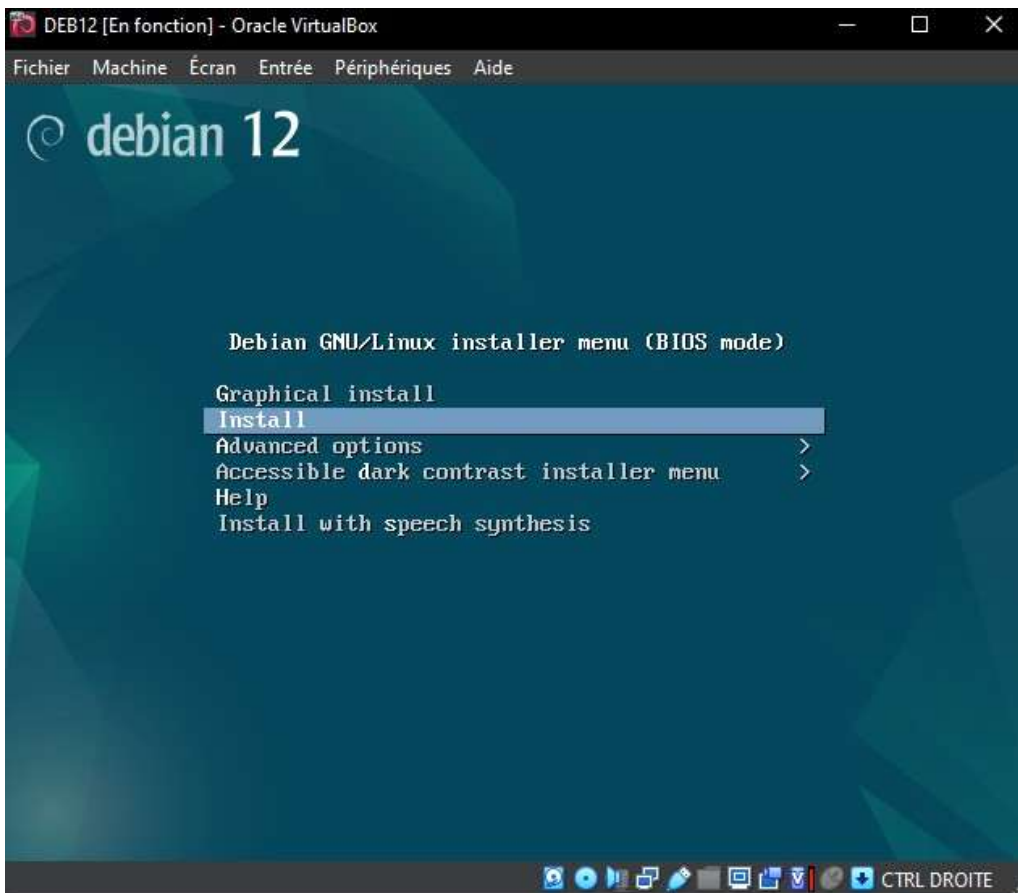 DEB12 [En fonction] - Oracle VirtualBox
Fichier Machine Écran Entrée Périphériques Aide
debian 12
Debian GNU/Linux installer menu (BIOS mode)
Graphical install
Install
Advanced options >
Accessible dark contrast installer menu >
Help
Install with speech synthesis
CTRL DROITE